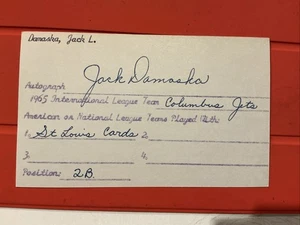 Damaska, Jack L.
Jack Damaska
Autograph
1965 International League Team Columbus Jets
American or National League Teams Played With:
1. St Louis Cards 2.
3. 4.
Position: 2B.